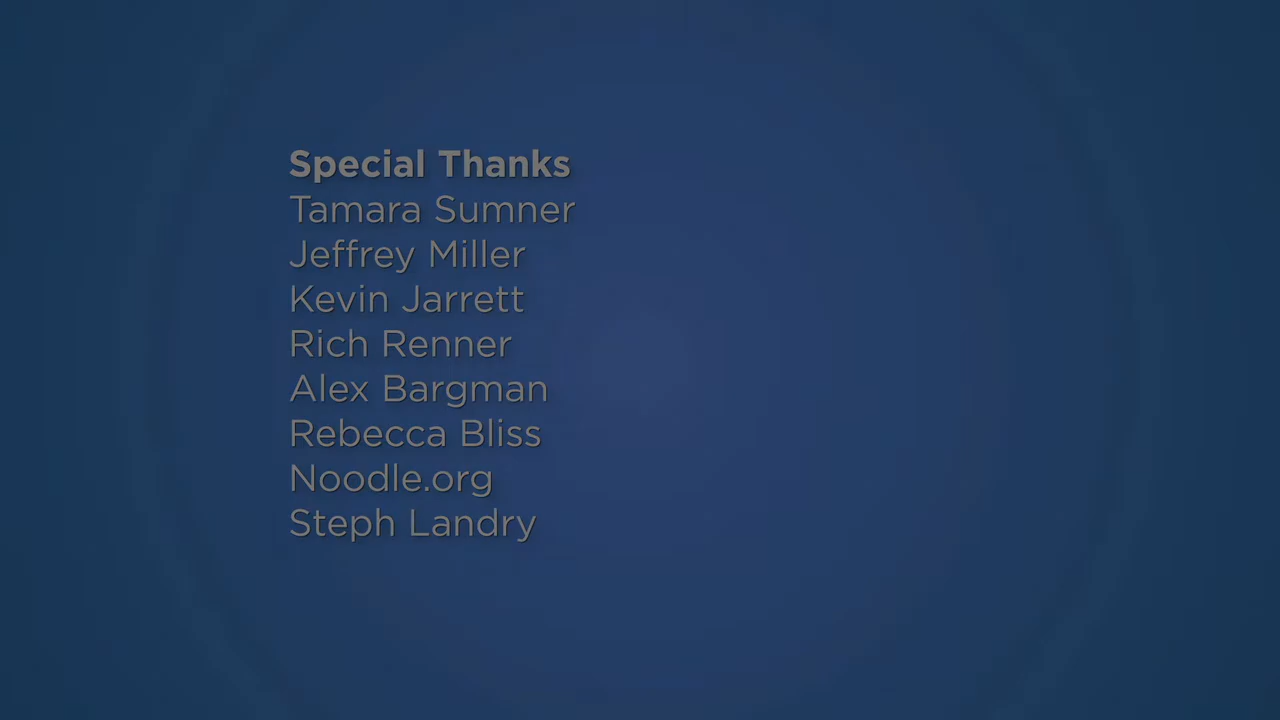 Special Thanks
Tamara Sumner
Jeffrey Miller
Kevin Jarrett
Rich Renner
Alex Bargman
Rebecca Bliss
Noodle.org
Steph Landry